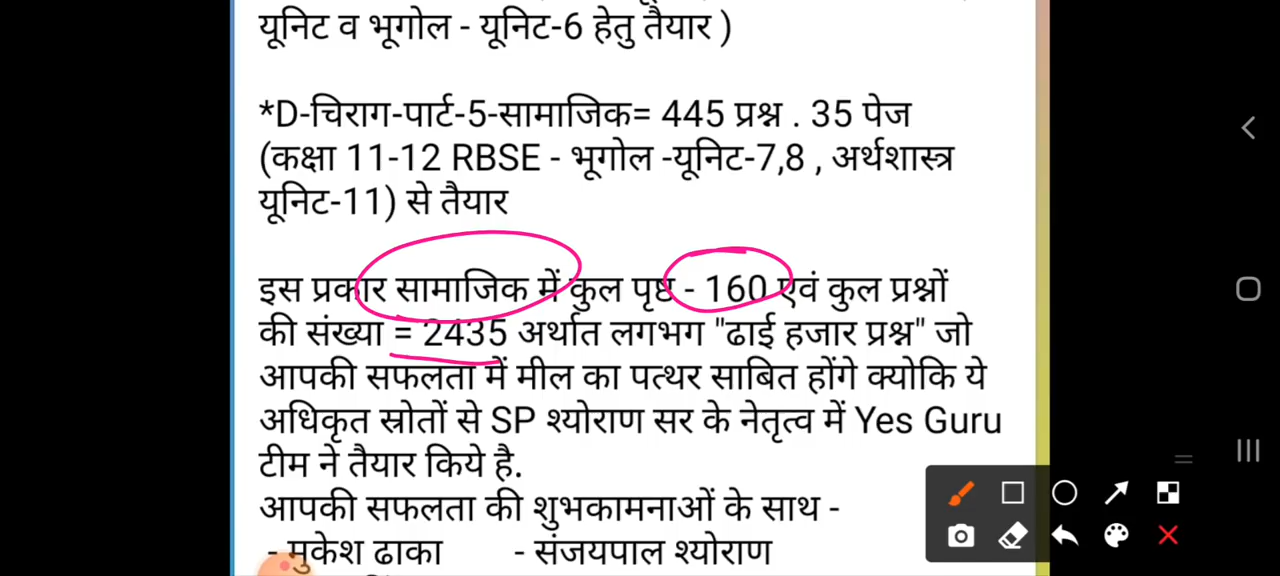 यूनिट व भूगोल - यूनिट-6 हेतु तैयार )
*D-चिराग-पार्ट-5-सामाजिक= 445 प्रश्न . 35 पेज
(कक्षा 11-12 RBSE - भूगोल -यूनिट-7,8 , अर्थशास्त्र
यूनिट-11) से तैयार
इस प्रकार सामाजिक में कुल पृष्ठ - 160 एवं कुल प्रश्नों
की संख्या = 2435 अर्थात लगभग "ढाई हजार प्रश्न" जो
आपकी सफलता में मील का पत्थर साबित होंगे क्योकि ये
अधिकृत स्रोतों से SP श्योराण सर के नेतृत्व में Yes Guru
टीम ने तैयार किये है.
आपकी सफलता की शुभकामनाओं के साथ -
- मुकेश ढाका - संजयपाल श्योराण